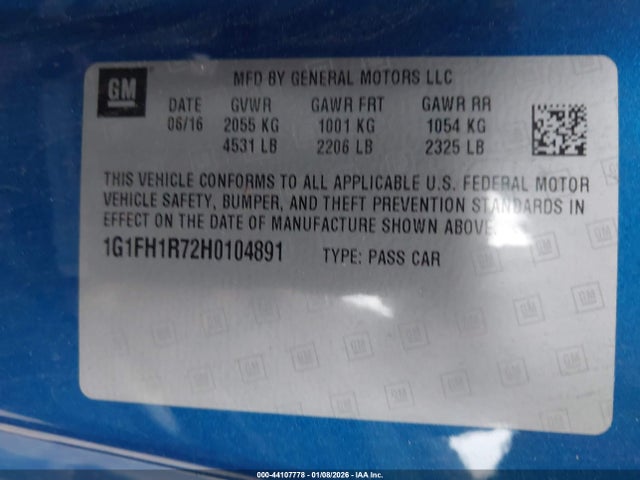 GM
MFD BY GENERAL MOTORS LLC
DATE GVWR GAWR FRT GAWR RR
06/16 2055 KG 1001 KG 1054 KG
4531 LB 2206 LB 2325 LB
THIS VEHICLE CONFORMS TO ALL APPLICABLE U.S. FEDERAL MOTOR
VEHICLE SAFETY, BUMPER, AND THEFT PREVENTION STANDARDS IN
EFFECT ON THE DATE OF MANUFACTURE SHOWN ABOVE.
1G1FH1R72H0104891 TYPE: PASS CAR
000-44107778 - 01/08/2026 - IAA Inc.